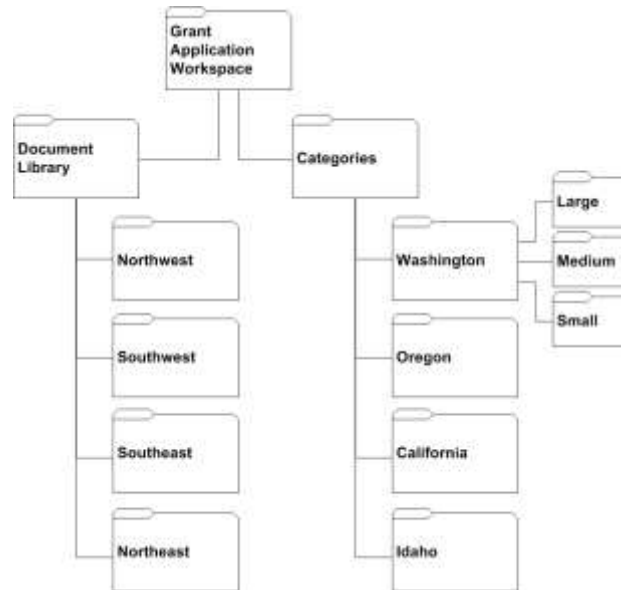 Grant
Application
Workspace
Document
Library
Categories
Northwest
Southwest
Southeast
Northeast
Washington
Oregon
California
Idaho
Large
Medium
Small